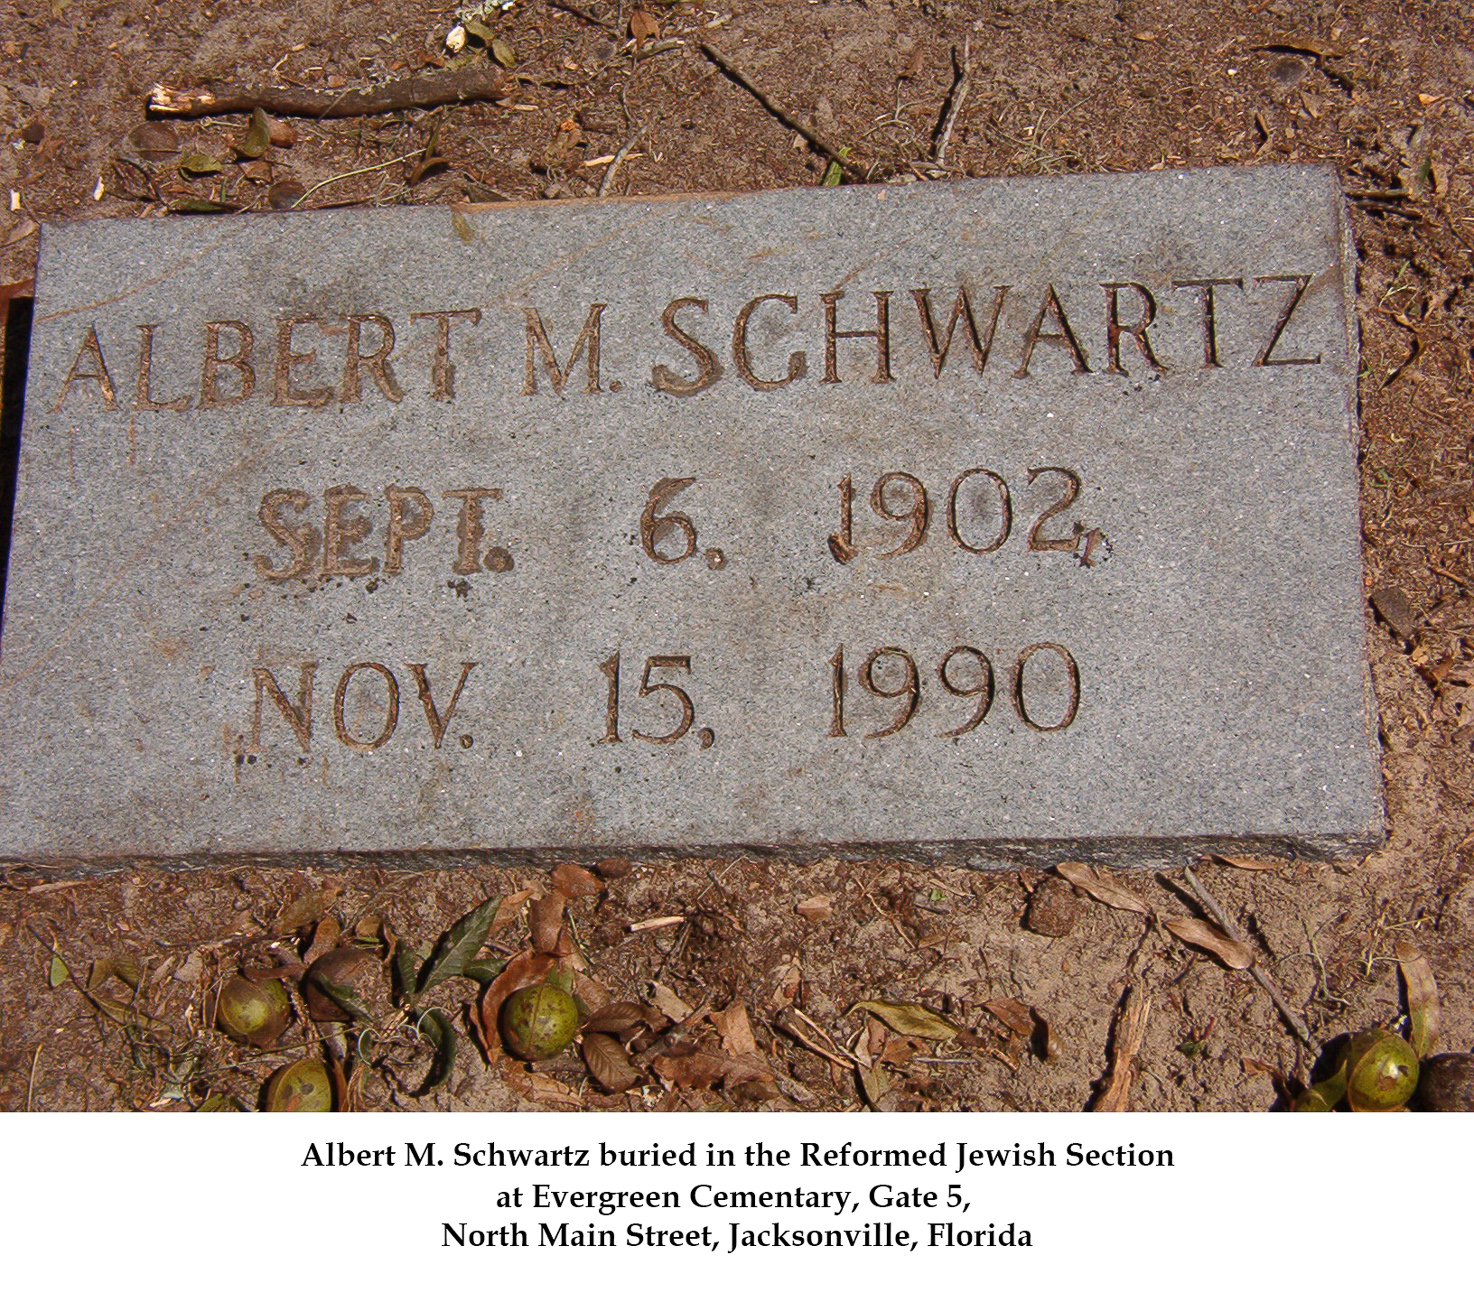 ALBERT M. SCHWARTZ
SEPT. 6. 1902,
NOV. 15, 1990
Albert M. Schwartz buried in the Reformed Jewish Section
at Evergreen Cementary, Gate 5,
North Main Street, Jacksonville, Florida